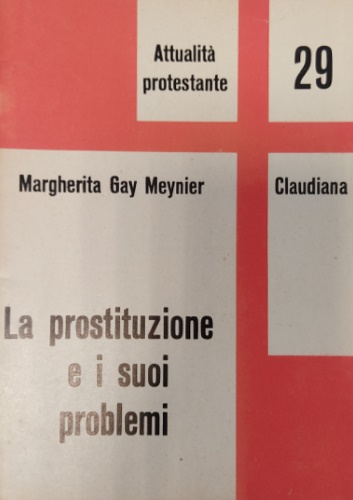 Attualità
protestante
29
Margherita Gay Meynier
Claudiana
La prostituzione
e i suoi
problemi